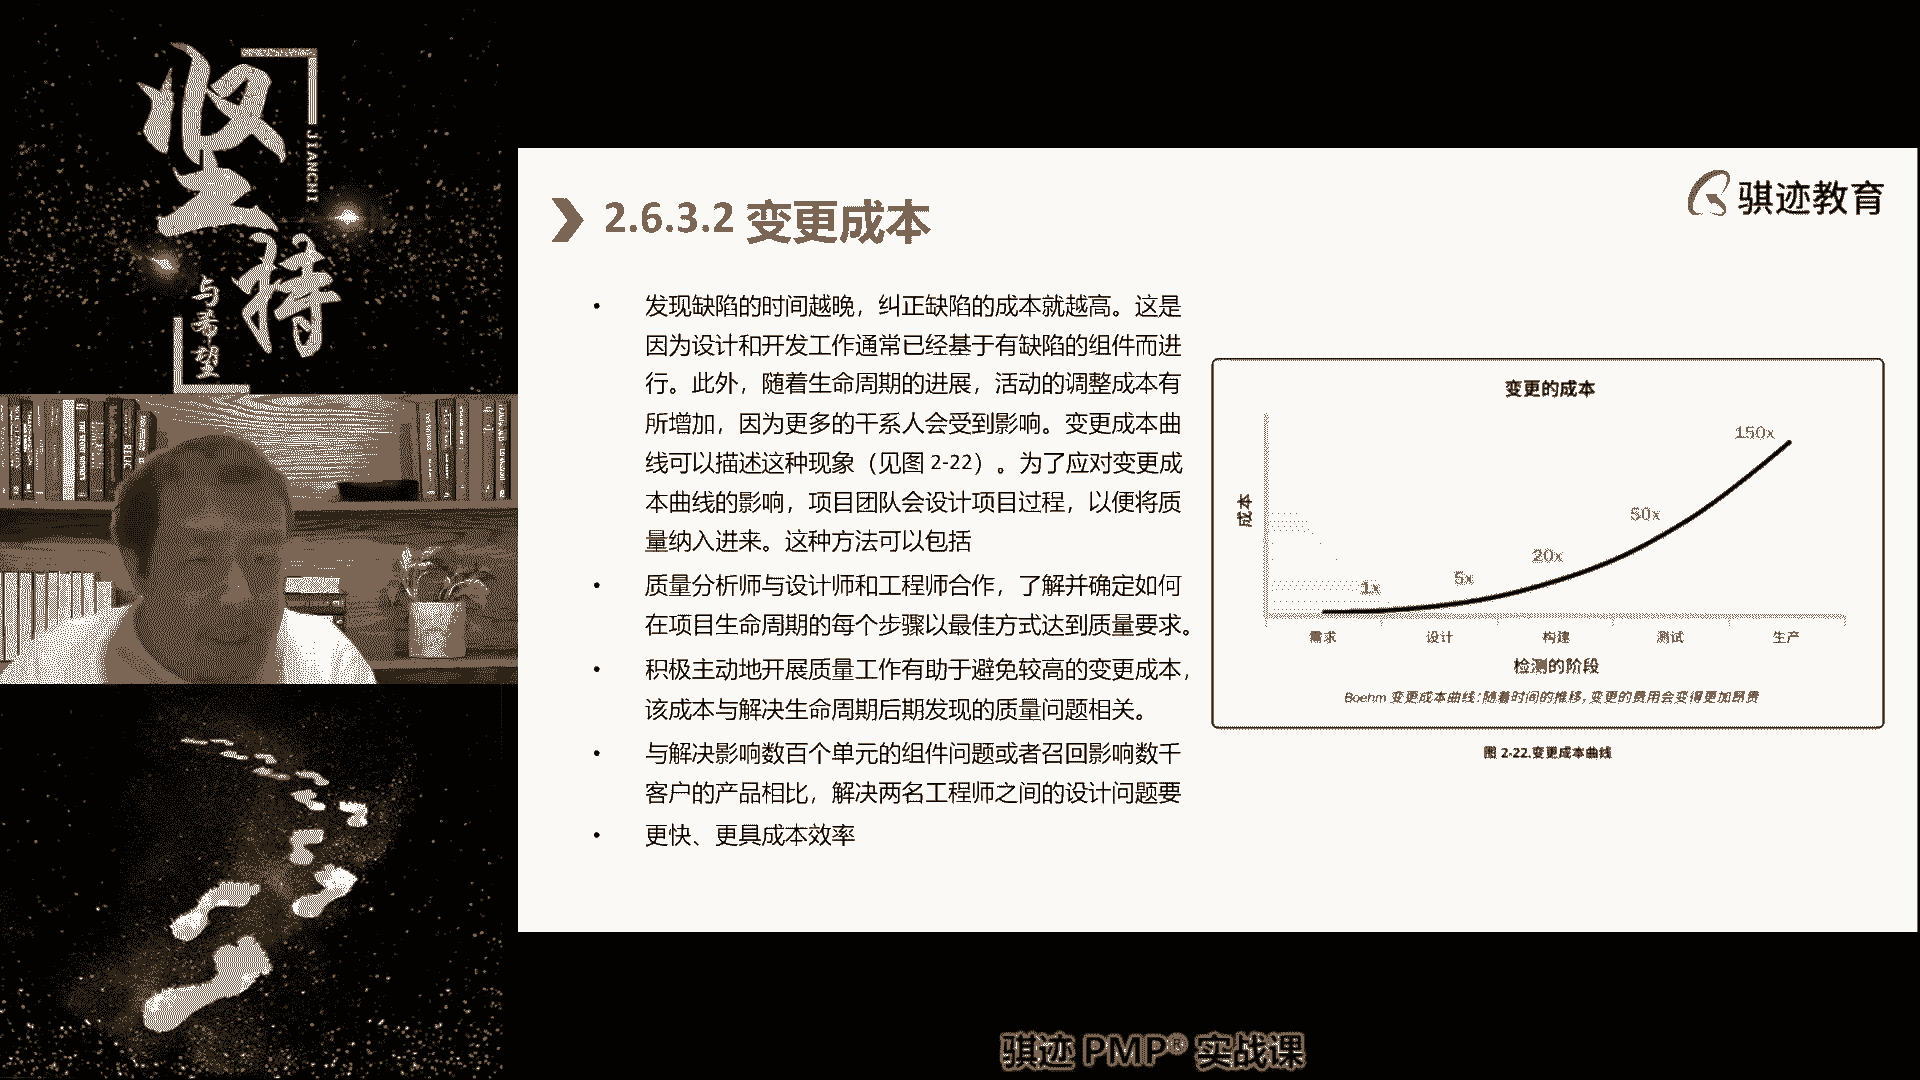 坚持
JIANCHI
与希望
骐迹教育
2.6.3.2 变更成本
• 发现缺陷的时间越晚，纠正缺陷的成本就越高。这是
因为设计和开发工作通常已经基于有缺陷的组件而进
行。此外，随着生命周期的进展，活动的调整成本有
所增加，因为更多的干系人会受到影响。变更成本曲
线可以描述这种现象（见图 2-22）。为了应对变更成
本曲线的影响，项目团队会设计项目过程，以便将质
量纳入进来。这种方法可以包括
• 质量分析师与设计师和工程师合作，了解并确定如何
在项目生命周期的每个步骤以最佳方式达到质量要求。
• 积极主动地开展质量工作有助于避免较高的变更成本，
该成本与解决生命周期后期发现的质量问题相关。
• 与解决影响数百个单元的组件问题或者召回影响数千
客户的产品相比，解决两名工程师之间的设计问题要
• 更快、更具成本效率
变更的成本
成本
1x
5x
20x
50x
150x
需求 设计 构建 测试 生产
检测的阶段
Boehm 变更成本曲线：随着时间的推移，变更的费用会变得更加昂贵
图 2-22.变更成本曲线
骐迹 PMP® 实战课